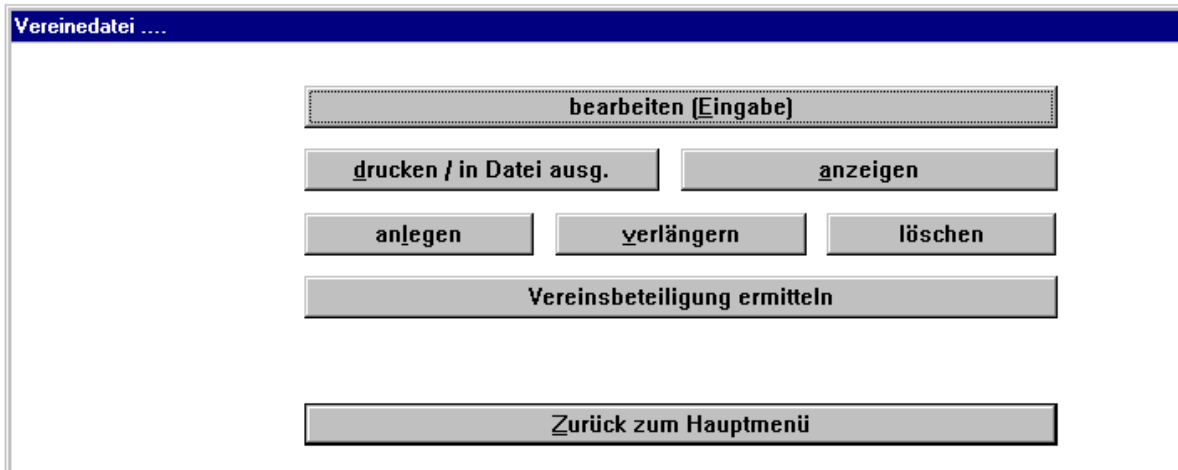 Vereinedatei ....
bearbeiten (Eingabe)
drucken / in Datei ausg.
anzeigen
anlegen
verlängern
löschen
Vereinsbeteiligung ermitteln
Zurück zum Hauptmenü